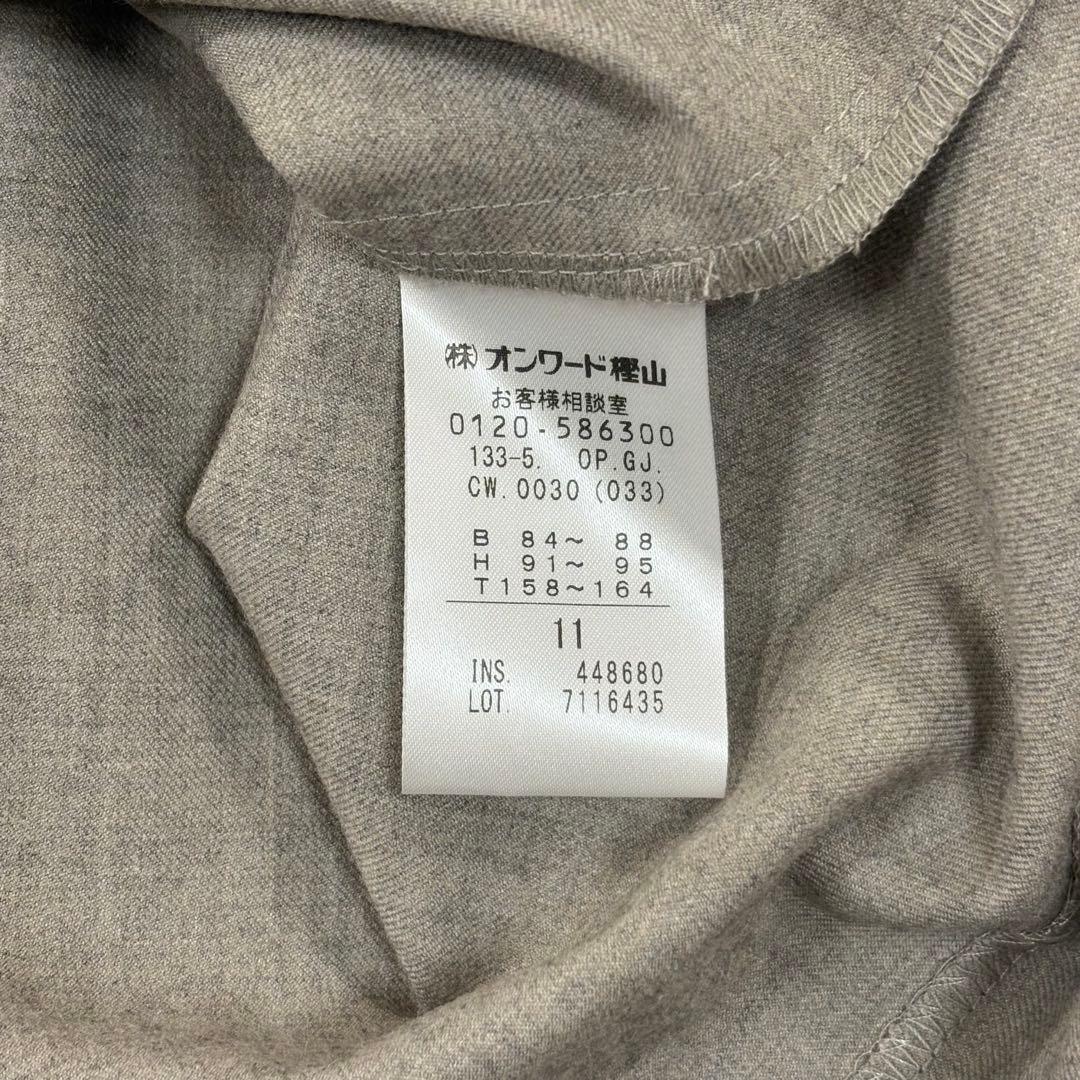 (株)オンワード樫山
お客様相談室
0120-586300
133-5. OP.GJ.
CW.0030 (033)
B 84～ 88
H 91～ 95
T158～164
11
INS. 448680
LOT. 7116435